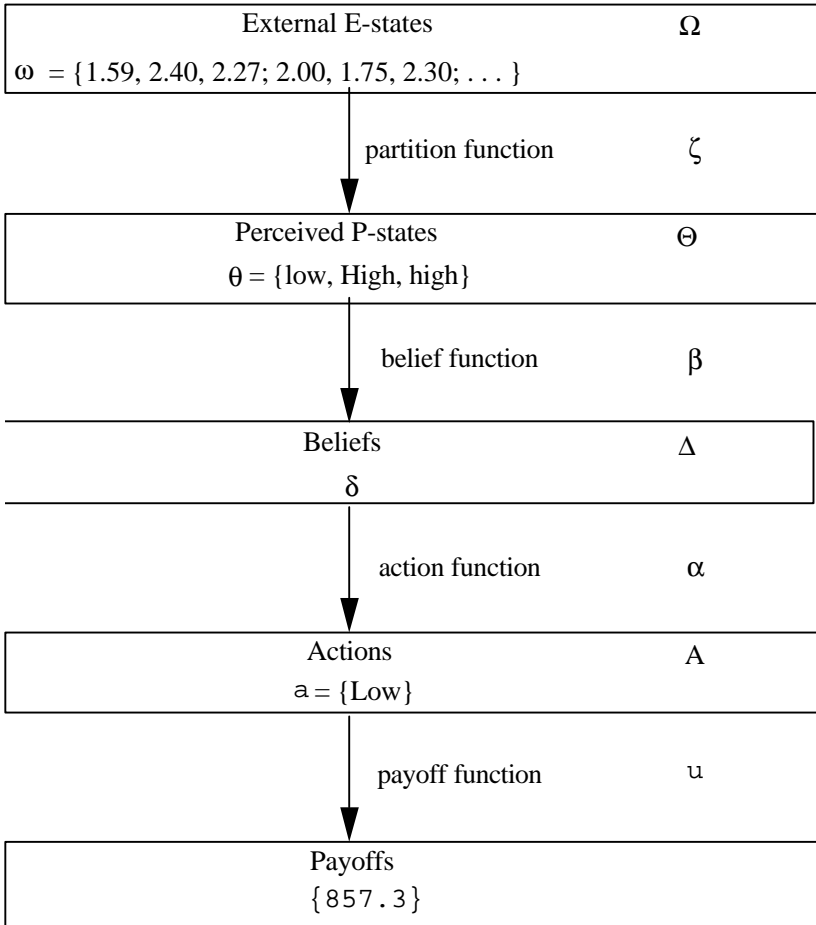 External E-states Ω
ω = {1.59, 2.40, 2.27; 2.00, 1.75, 2.30; . . . }
partition function ζ
Perceived P-states Θ
θ = {low, High, high}
belief function β
Beliefs Δ
δ
action function α
Actions A
a = {Low}
payoff function u
Payoffs
{857.3}